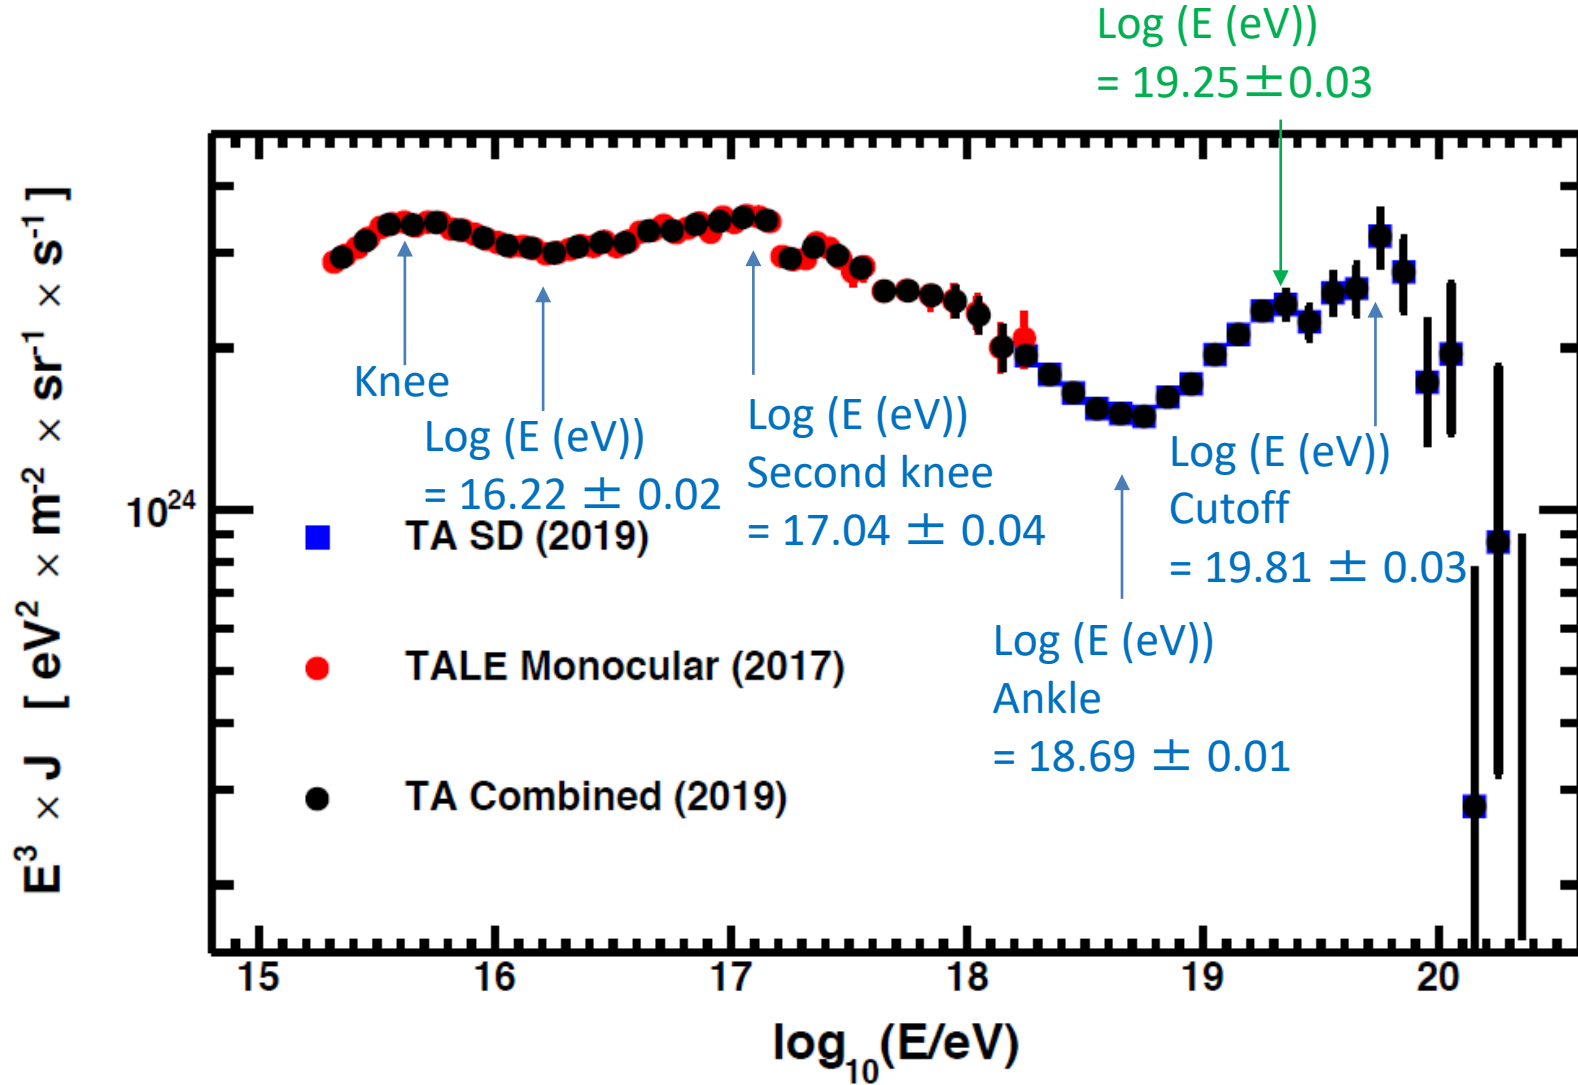 Log (E (eV))
= 19.25±0.03
E³ × J [ eV² × m⁻² × sr⁻¹ × s⁻¹ ]
10²⁴
Knee
Log (E (eV))
= 16.22 ± 0.02
Log (E (eV))
Second knee
= 17.04 ± 0.04
Log (E (eV))
Cutoff
= 19.81 ± 0.03
Log (E (eV))
Ankle
= 18.69 ± 0.01
TA SD (2019)
TALE Monocular (2017)
TA Combined (2019)
15 16 17 18 19 20
log₁₀(E/eV)